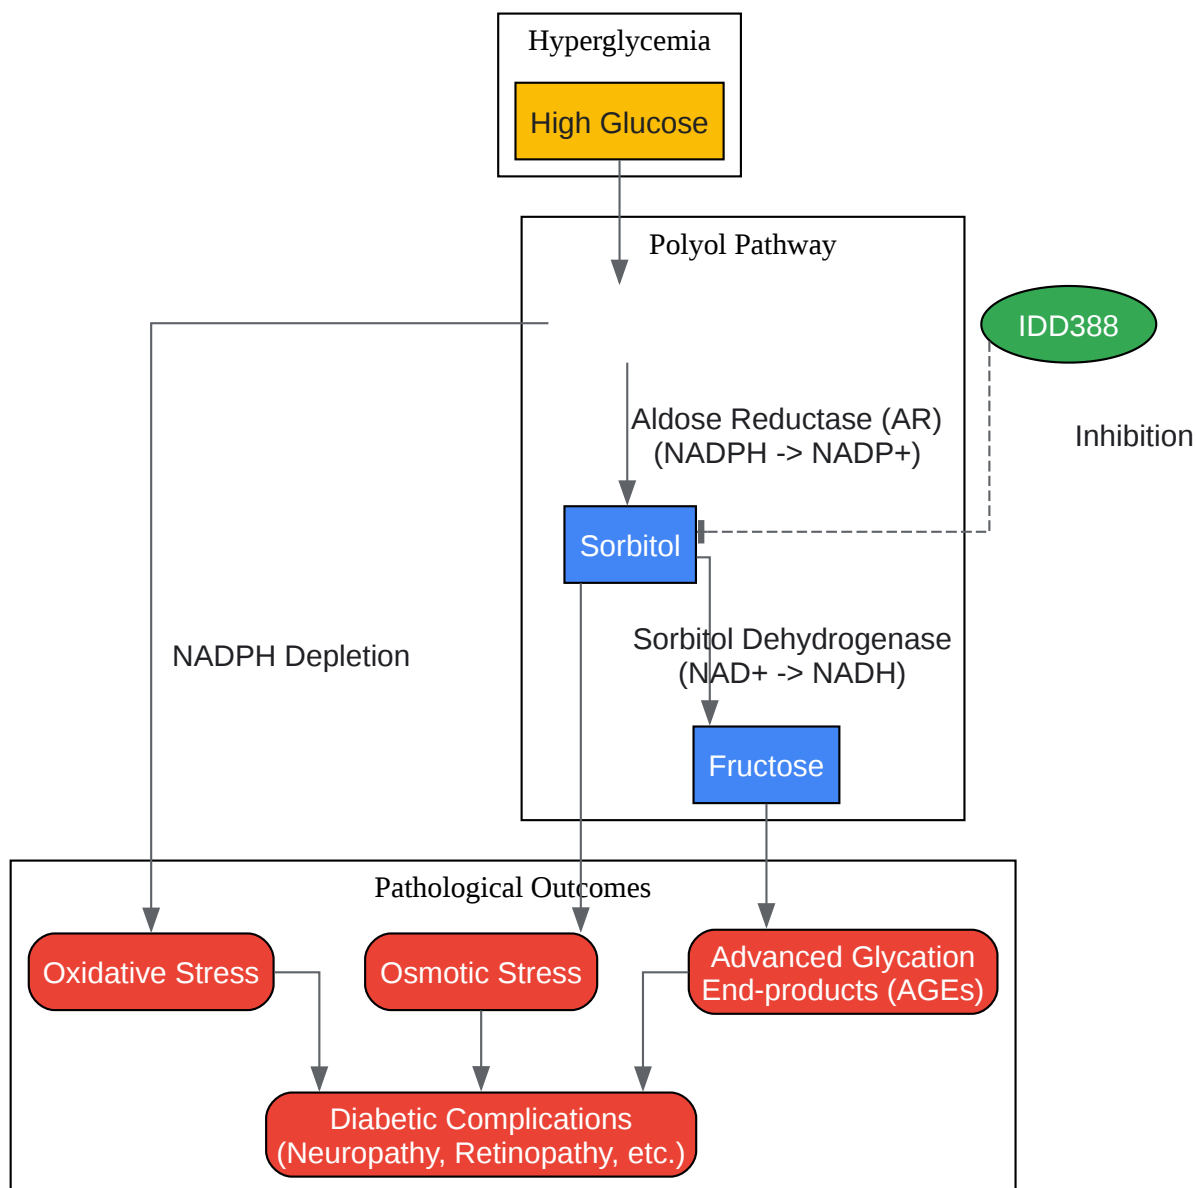 Hyperglycemia
High Glucose
Polyol Pathway
IDD388
Aldose Reductase (AR)
(NADPH -> NADP+)
Inhibition
Sorbitol
NADPH Depletion
Sorbitol Dehydrogenase
(NAD+ -> NADH)
Fructose
Pathological Outcomes
Oxidative Stress
Osmotic Stress
Advanced Glycation
End-products (AGEs)
Diabetic Complications
(Neuropathy, Retinopathy, etc.)